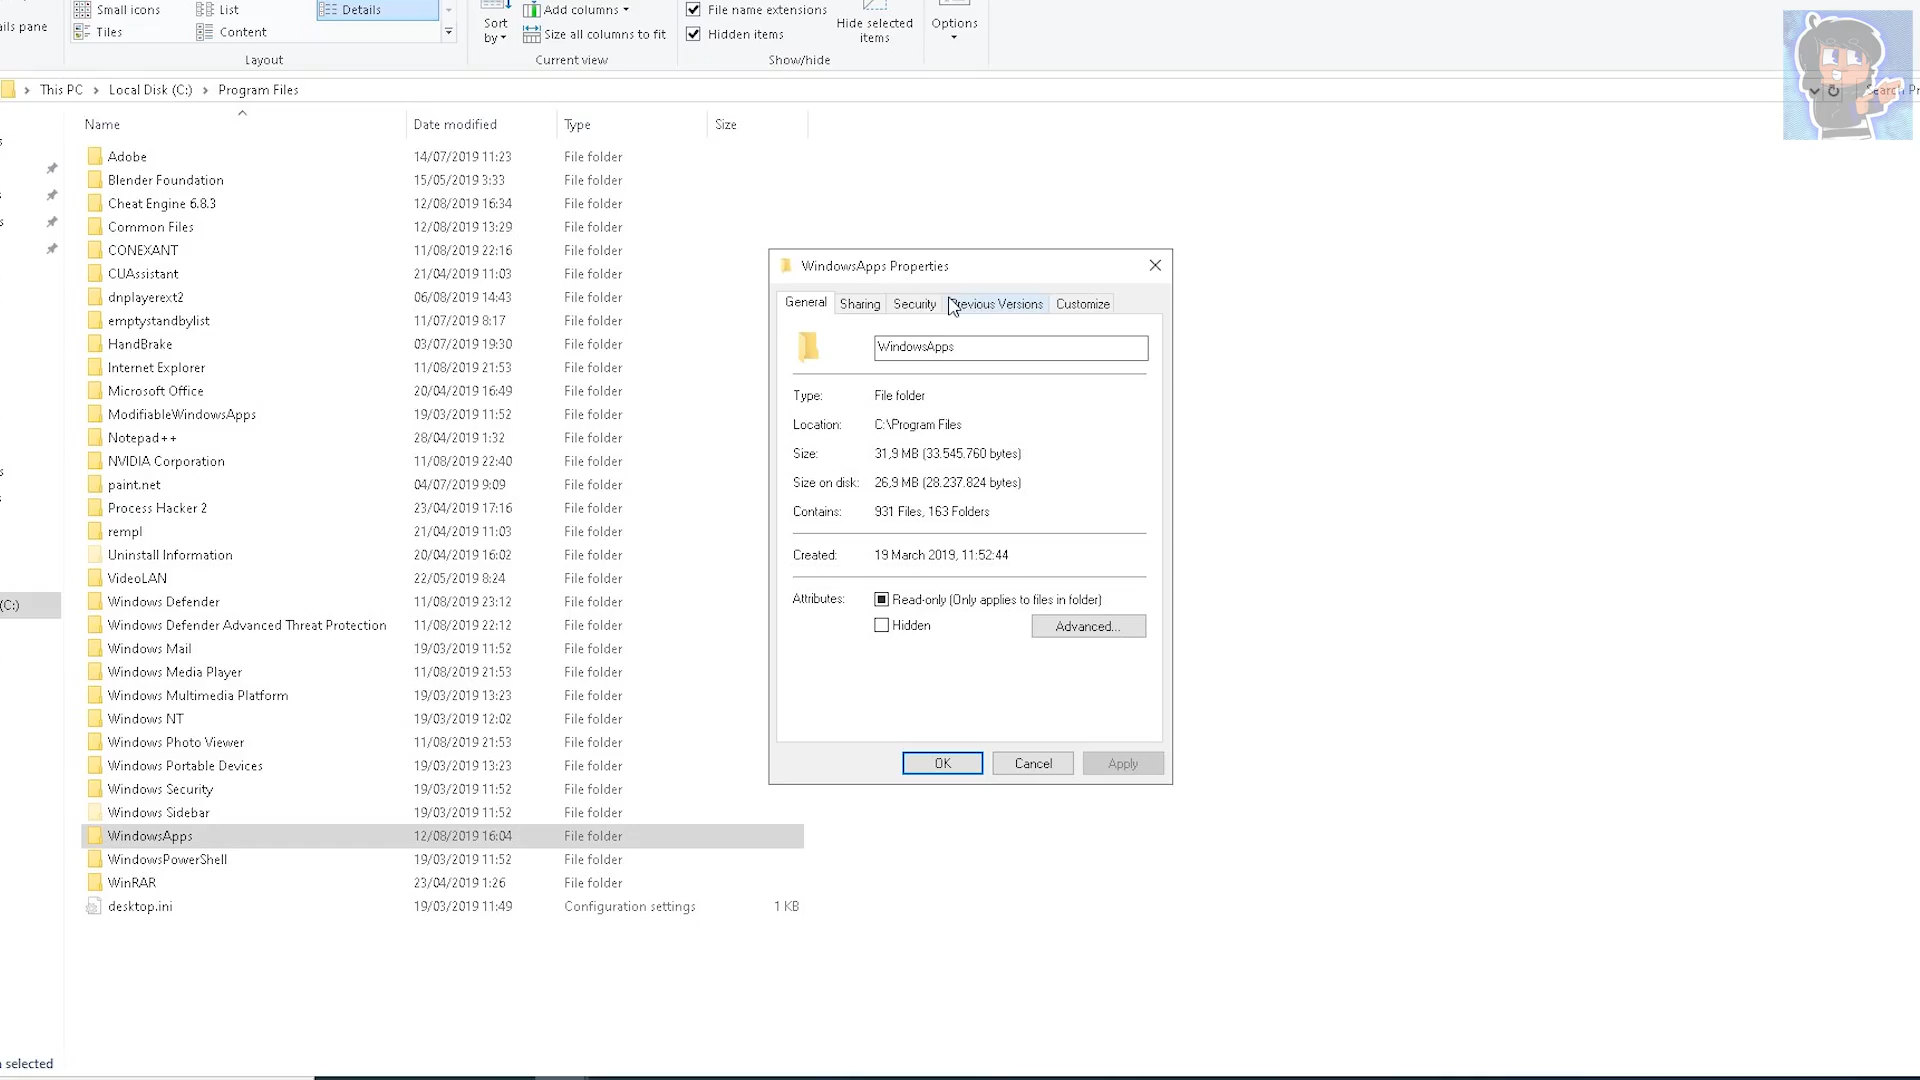 Small icons
List
Details
Add columns
File name extensions
ails pane
Tiles
Content
Sort by
Size all columns to fit
Hidden items
Hide selected items
Options
Layout
Current view
Show/hide
This PC > Local Disk (C:) > Program Files
Search Pr
Name Date modified Type Size
Adobe 14/07/2019 11:23 File folder
Blender Foundation 15/05/2019 3:33 File folder
Cheat Engine 6.8.3 12/08/2019 16:34 File folder
Common Files 12/08/2019 13:29 File folder
CONEXANT 11/08/2019 22:16 File folder
CUAssistant 21/04/2019 11:03 File folder
dnplayerext2 06/08/2019 14:43 File folder
emptystandbylist 11/07/2019 8:17 File folder
HandBrake 03/07/2019 19:30 File folder
Internet Explorer 11/08/2019 21:53 File folder
Microsoft Office 20/04/2019 16:49 File folder
ModifiableWindowsApps 19/03/2019 11:52 File folder
Notepad++ 28/04/2019 1:32 File folder
NVIDIA Corporation 11/08/2019 22:40 File folder
paint.net 04/07/2019 9:09 File folder
Process Hacker 2 23/04/2019 17:16 File folder
rempl 21/04/2019 11:03 File folder
Uninstall Information 20/04/2019 16:02 File folder
VideoLAN 22/05/2019 8:24 File folder
Windows Defender 11/08/2019 23:12 File folder
Windows Defender Advanced Threat Protection 11/08/2019 22:12 File folder
Windows Mail 19/03/2019 11:52 File folder
Windows Media Player 11/08/2019 21:53 File folder
Windows Multimedia Platform 19/03/2019 13:23 File folder
Windows NT 19/03/2019 12:02 File folder
Windows Photo Viewer 11/08/2019 21:53 File folder
Windows Portable Devices 19/03/2019 13:23 File folder
Windows Security 19/03/2019 11:52 File folder
Windows Sidebar 19/03/2019 11:52 File folder
WindowsApps 12/08/2019 16:04 File folder
WindowsPowerShell 19/03/2019 11:52 File folder
WinRAR 23/04/2019 1:26 File folder
desktop.ini 19/03/2019 11:49 Configuration settings 1 KB
(C:)
selected
WindowsApps Properties
General Sharing Security Previous Versions Customize
WindowsApps
Type: File folder
Location: C:\Program Files
Size: 31,9 MB (33.545.760 bytes)
Size on disk: 26,9 MB (28.237.824 bytes)
Contains: 931 Files, 163 Folders
Created: 19 March 2019, 11:52:44
Attributes: Read-only (Only applies to files in folder)
Hidden
Advanced...
OK Cancel Apply